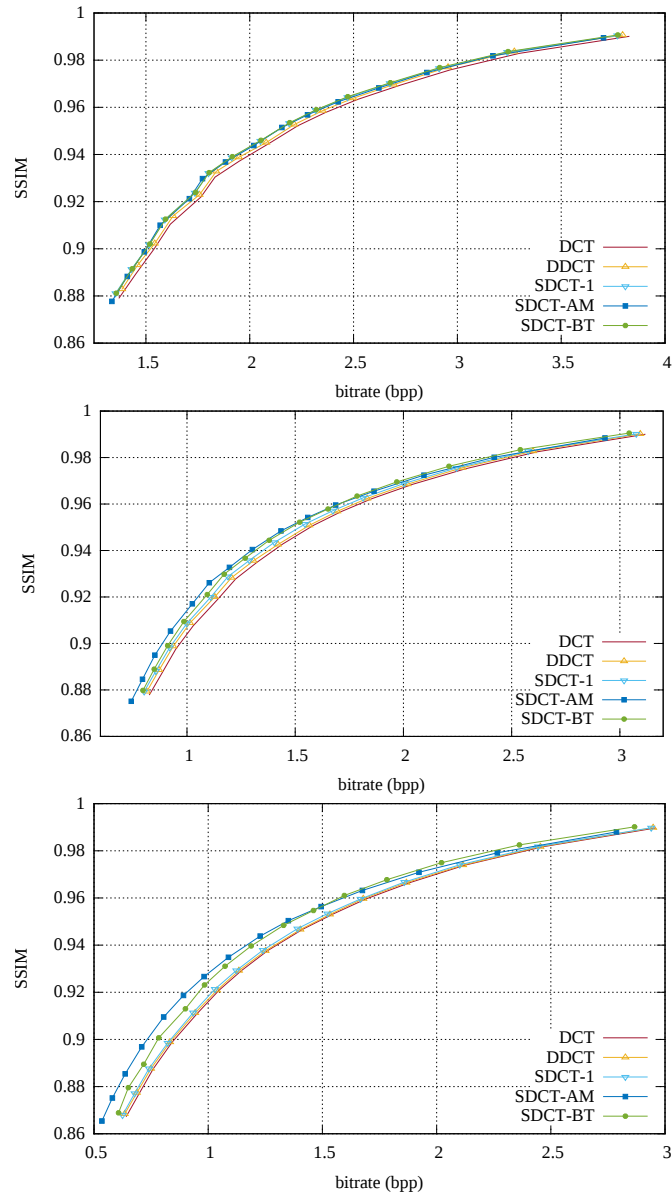 1
0.98
0.96
0.94
0.92
0.9
0.88
0.86
SSIM
DCT
DDCT
SDCT-1
SDCT-AM
SDCT-BT
1.5 2 2.5 3 3.5 4
bitrate (bpp)
1
0.98
0.96
0.94
0.92
0.9
0.88
0.86
SSIM
DCT
DDCT
SDCT-1
SDCT-AM
SDCT-BT
1 1.5 2 2.5 3
bitrate (bpp)
1
0.98
0.96
0.94
0.92
0.9
0.88
0.86
SSIM
DCT
DDCT
SDCT-1
SDCT-AM
SDCT-BT
0.5 1 1.5 2 2.5 3
bitrate (bpp)